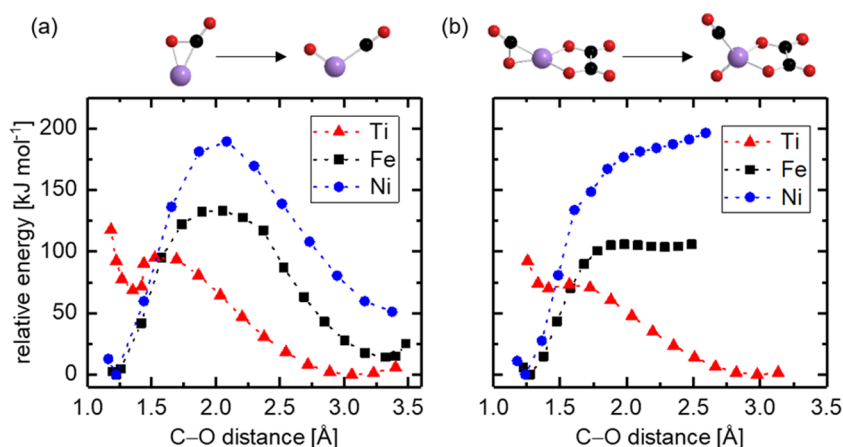 (a)
(b)
Ti
Fe
Ni
Ti
Fe
Ni
relative energy [kJ mol⁻¹]
200
150
100
50
0
1.0 1.5 2.0 2.5 3.0 3.5
1.0 1.5 2.0 2.5 3.0 3.5
C–O distance [Å]
C–O distance [Å]